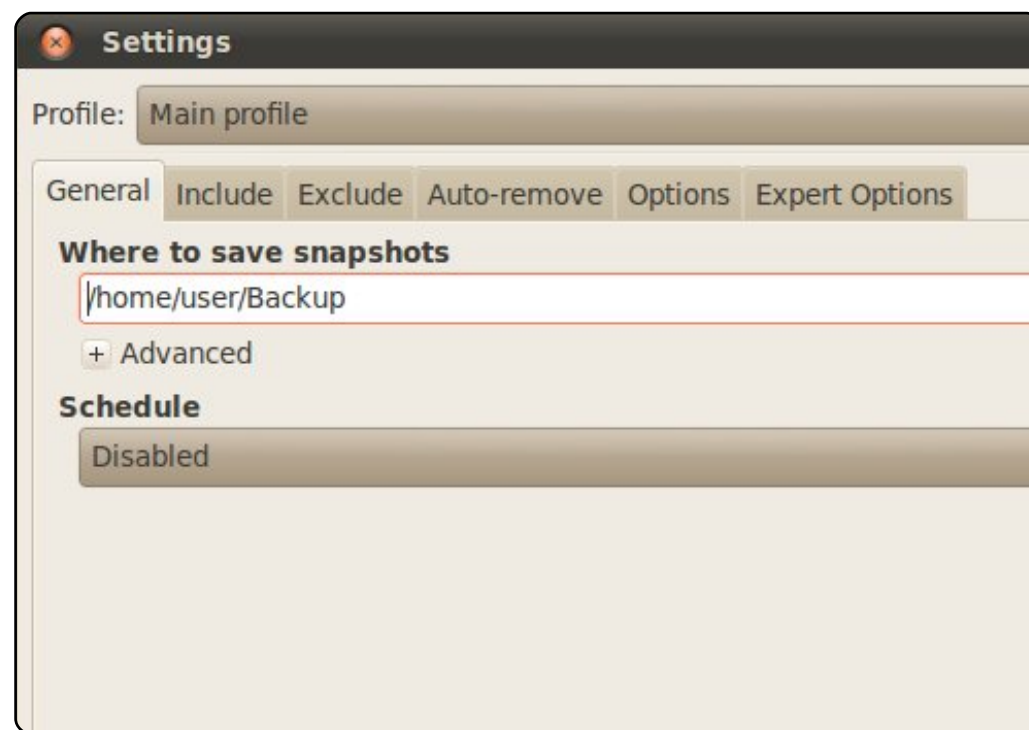 Settings
Profile: Main profile
General Include Exclude Auto-remove Options Expert Options
Where to save snapshots
/home/user/Backup
+ Advanced
Schedule
Disabled